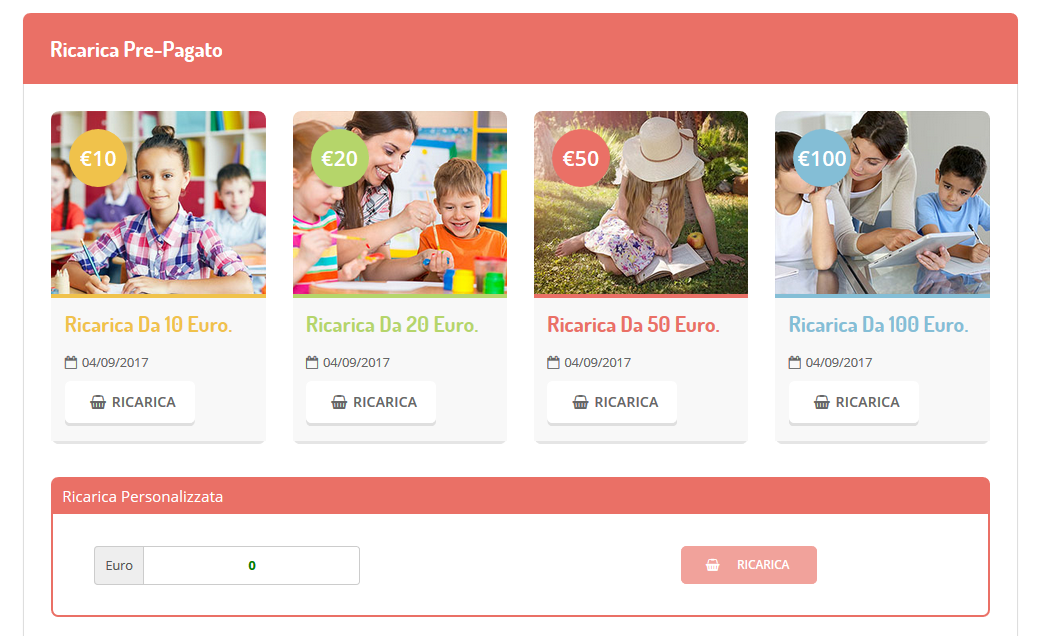 Ricarica Pre-Pagato
€10
€20
€50
€100
Ricarica Da 10 Euro.
Ricarica Da 20 Euro.
Ricarica Da 50 Euro.
Ricarica Da 100 Euro.
04/09/2017
04/09/2017
04/09/2017
04/09/2017
RICARICA
RICARICA
RICARICA
RICARICA
Ricarica Personalizzata
Euro 0
RICARICA